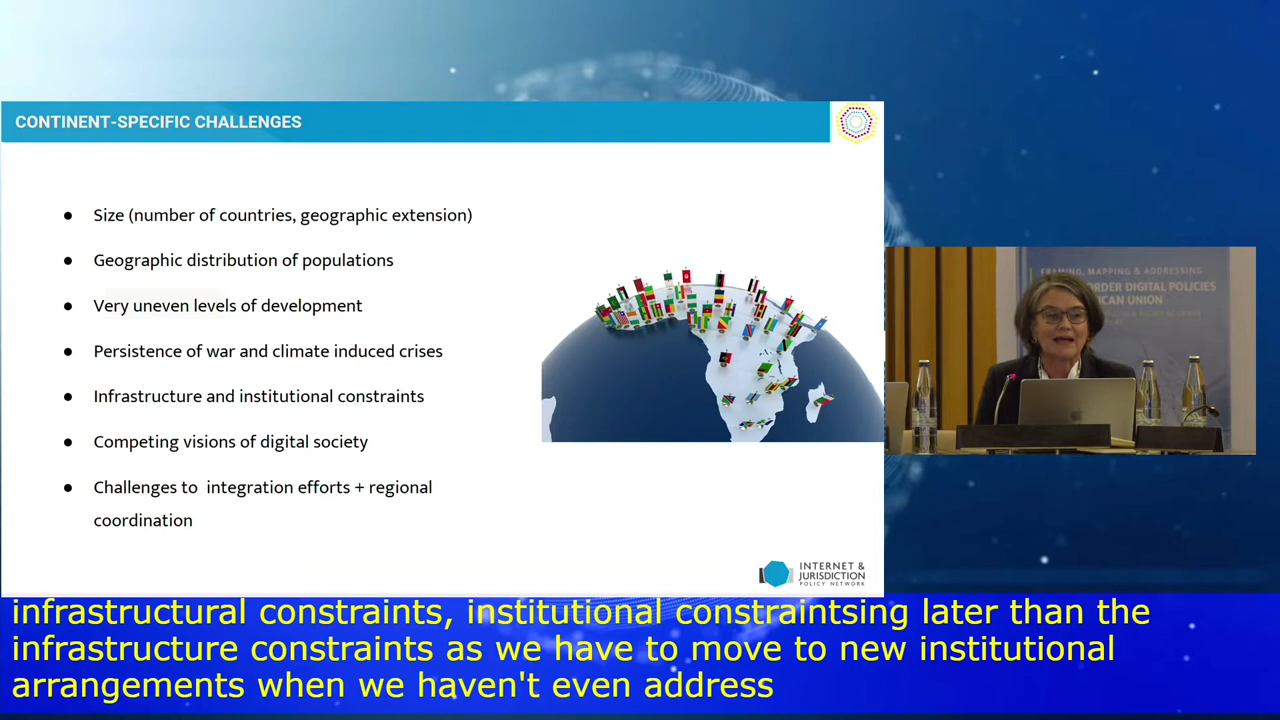 CONTINENT-SPECIFIC CHALLENGES
● Size (number of countries, geographic extension)
● Geographic distribution of populations
● Very uneven levels of development
● Persistence of war and climate induced crises
● Infrastructure and institutional constraints
● Competing visions of digital society
● Challenges to integration efforts + regional
coordination
INTERNET &
JURISDICTION
POLICY NETWORK
FRAMING, MAPPING & ADDRESSING
ORDER DIGITAL POLICIES
ICAN UNION
infrastructural constraints, institutional constraintsing later than the
infrastructure constraints as we have to move to new institutional
arrangements when we haven't even address